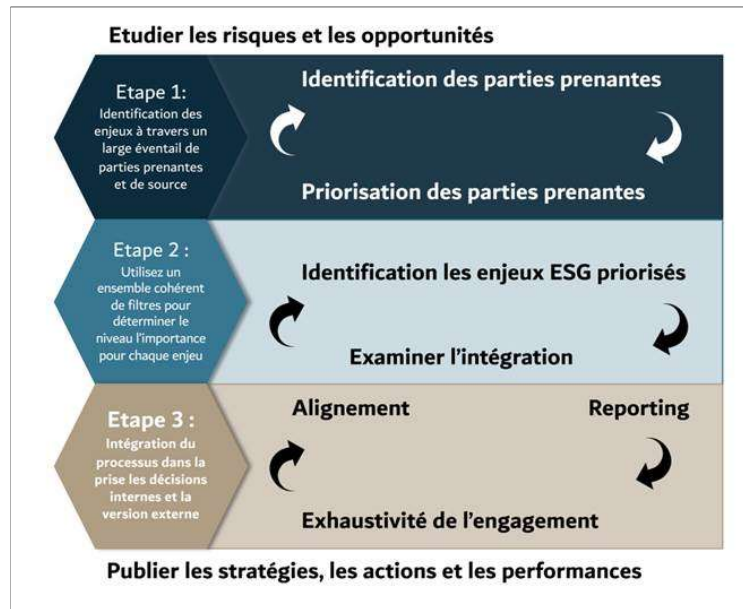 Etudier les risques et les opportunités
Etape 1:
Identification des
enjeux à travers un
large éventail de
parties prenantes
et de source
Identification des parties prenantes
Priorisation des parties prenantes
Etape 2 :
Utilisez un
ensemble cohérent
de filtres pour
déterminer le
niveau l'importance
pour chaque enjeu
Identification les enjeux ESG priorisés
Examiner l'intégration
Etape 3 :
Intégration du
processus dans la
prise les décisions
internes et la
version externe
Alignement
Reporting
Exhaustivité de l'engagement
Publier les stratégies, les actions et les performances